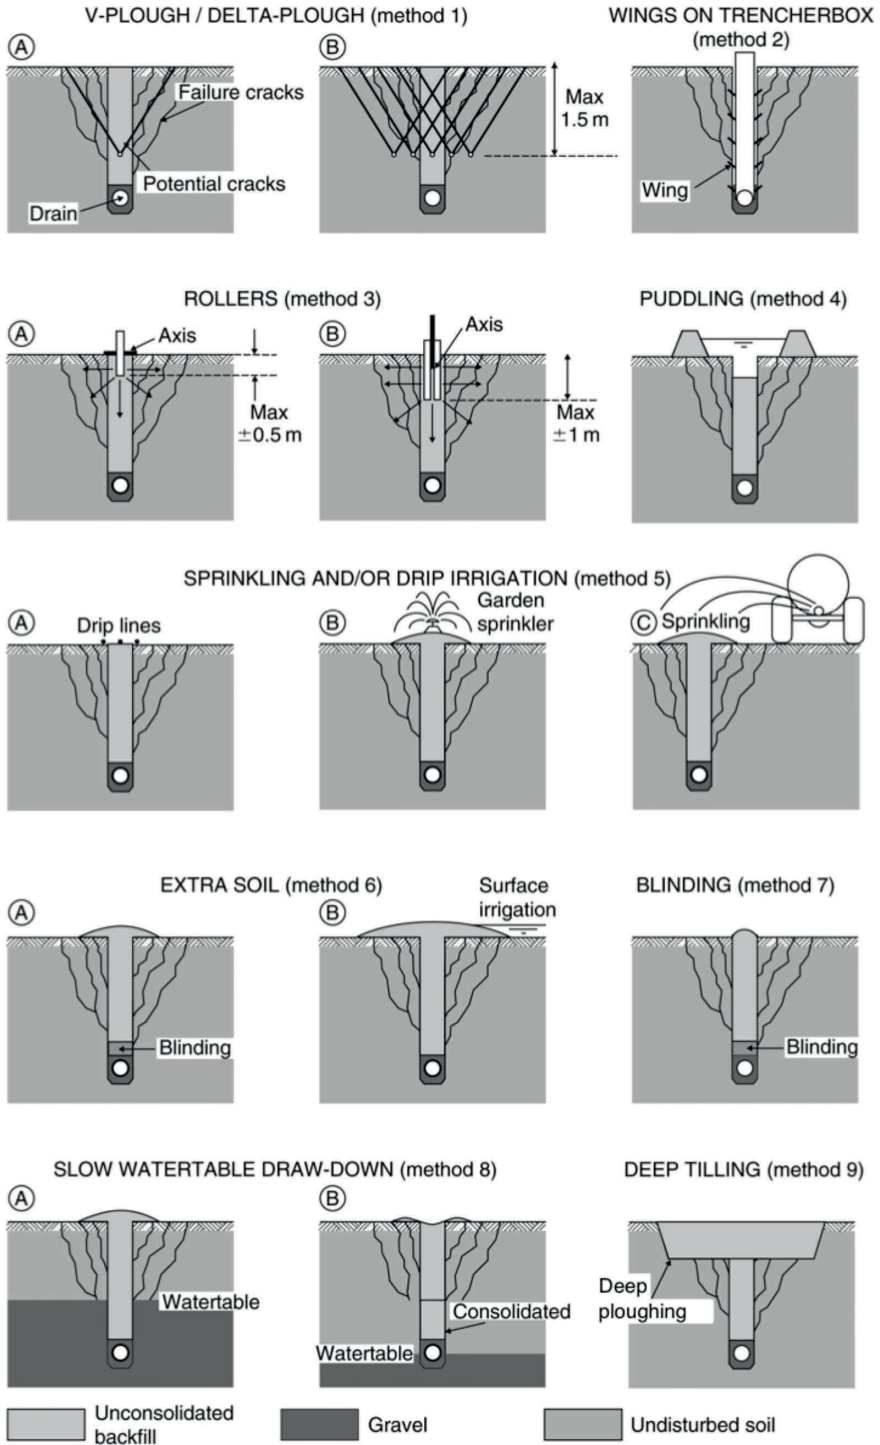 V-PLOUGH / DELTA-PLOUGH (method 1)
WINGS ON TRENCHERBOX
(method 2)
A
B
Failure cracks
Potential cracks
Drain
Max
1.5 m
Wing
ROLLERS (method 3)
PUDDLING (method 4)
A
Axis
Max
±0.5 m
B
Axis
Max
±1 m
SPRINKLING AND/OR DRIP IRRIGATION (method 5)
A
Drip lines
B
Garden
sprinkler
C
Sprinkling
EXTRA SOIL (method 6)
BLINDING (method 7)
A
Blinding
B
Surface
irrigation
Blinding
SLOW WATERTABLE DRAW-DOWN (method 8)
DEEP TILLING (method 9)
A
Watertable
B
Consolidated
Watertable
Deep
ploughing
Unconsolidated
backfill
Gravel
Undisturbed soil